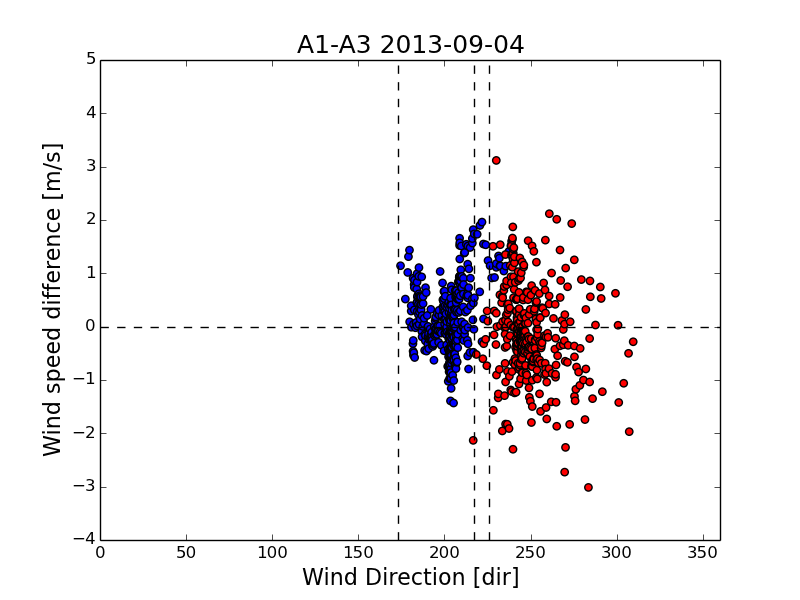 A1-A3 2013-09-04
5
4
3
2
1
0
−1
−2
−3
−4
Wind speed difference [m/s]
0 50 100 150 200 250 300 350
Wind Direction [dir]